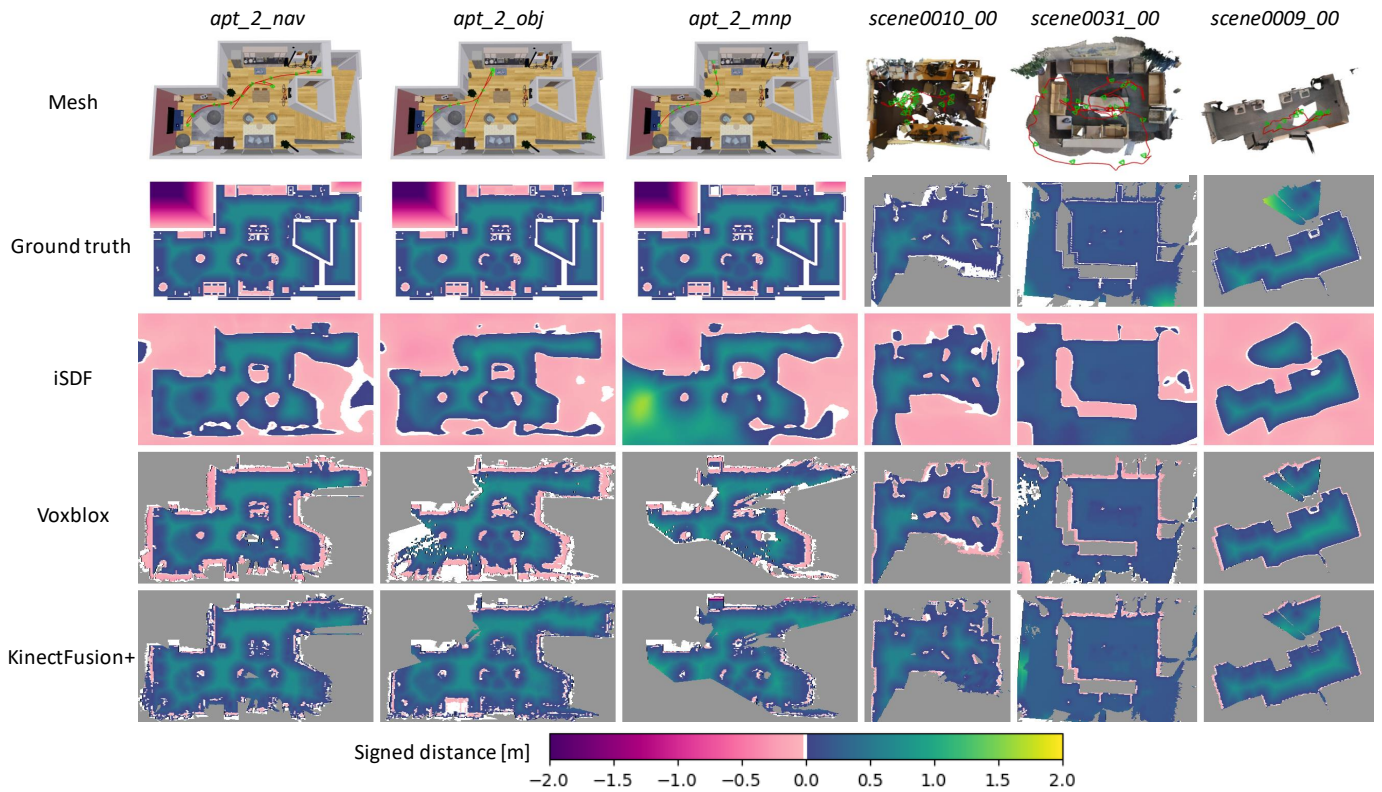 apt_2_nav apt_2_obj apt_2_mnp scene0010_00 scene0031_00 scene0009_00
Mesh
Ground truth
iSDF
Voxblox
KinectFusion+
Signed distance [m]
−2.0 −1.5 −1.0 −0.5 0.0 0.5 1.0 1.5 2.0